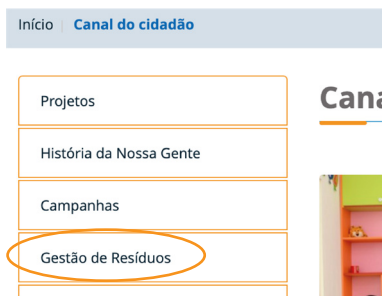 Início | Canal do cidadão
Projetos
História da Nossa Gente
Campanhas
Gestão de Resíduos